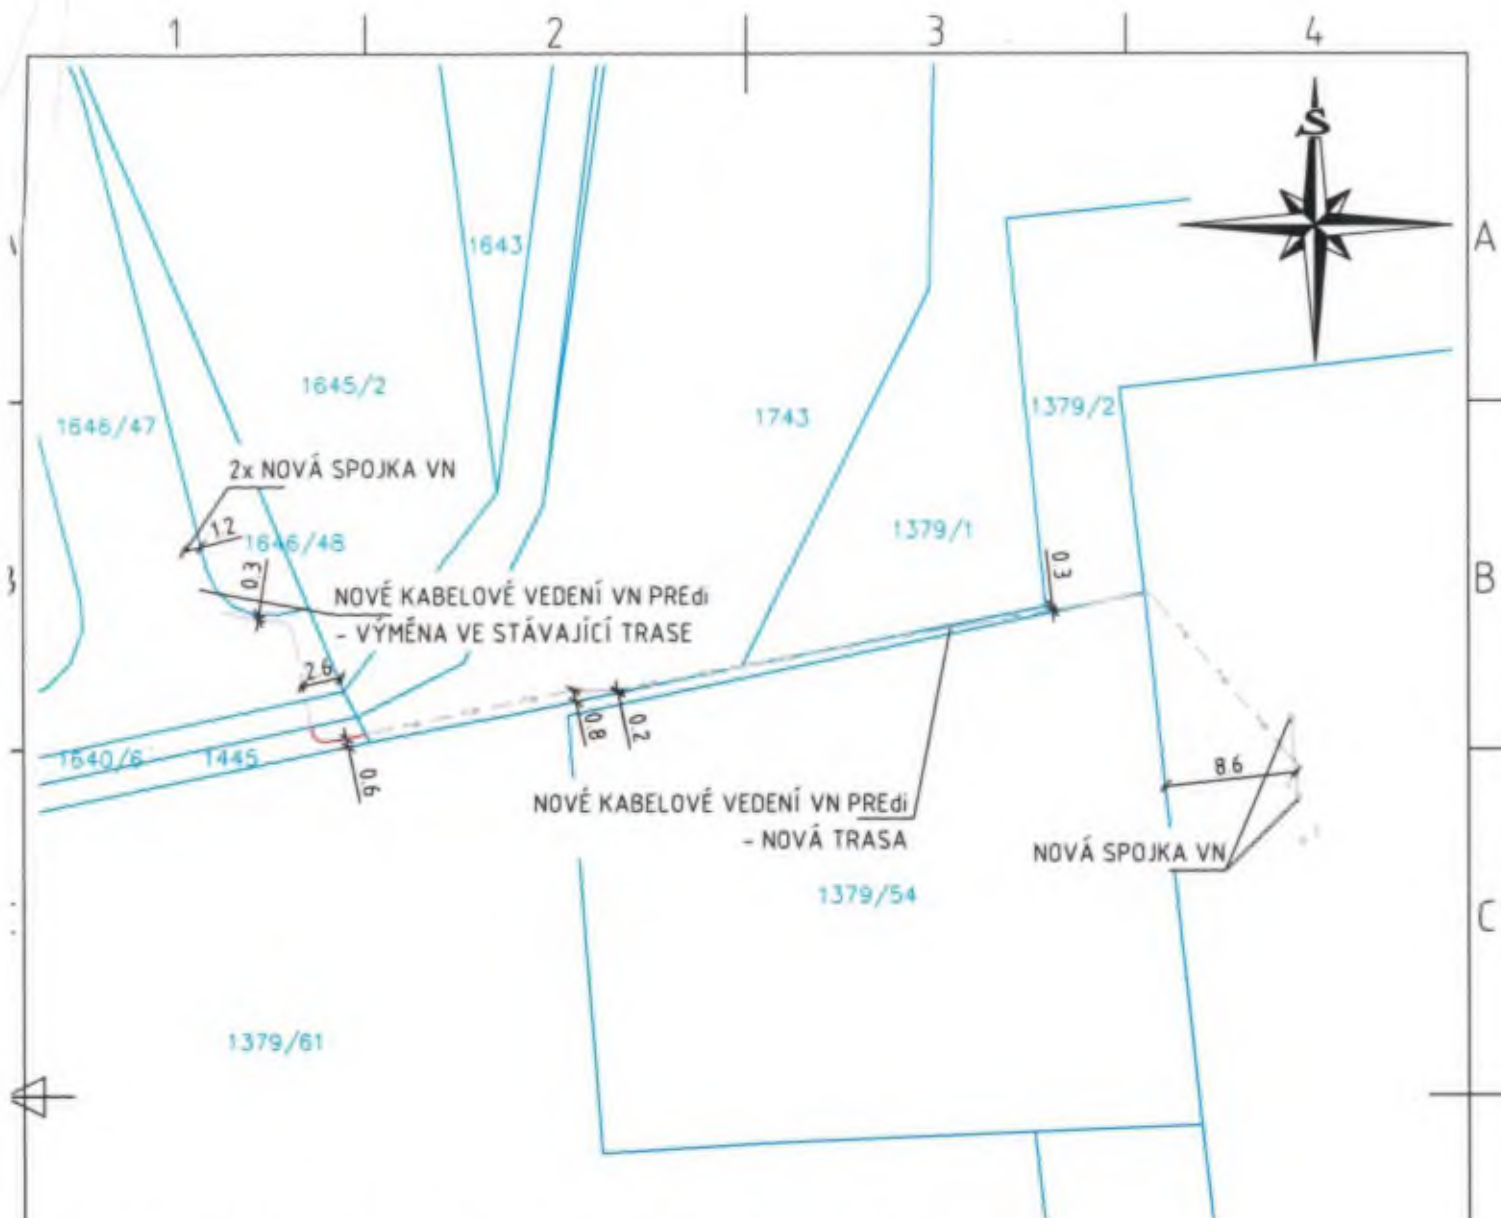 1 2 3 4
S
A
1643
1645/2
1646/47
1743
1379/2
2x NOVÁ SPOJKA VN
1.2
1646/48
1379/1
0.3
0.3
B
NOVÉ KABELOVÉ VEDENÍ VN PREdi
- VÝMĚNA VE STÁVAJÍCÍ TRASE
2.6
0.8
0.2
1640/6
1445
0.6
8.6
NOVÉ KABELOVÉ VEDENÍ VN PREdi
- NOVÁ TRASA
NOVÁ SPOJKA VN
1379/54
C
1379/61